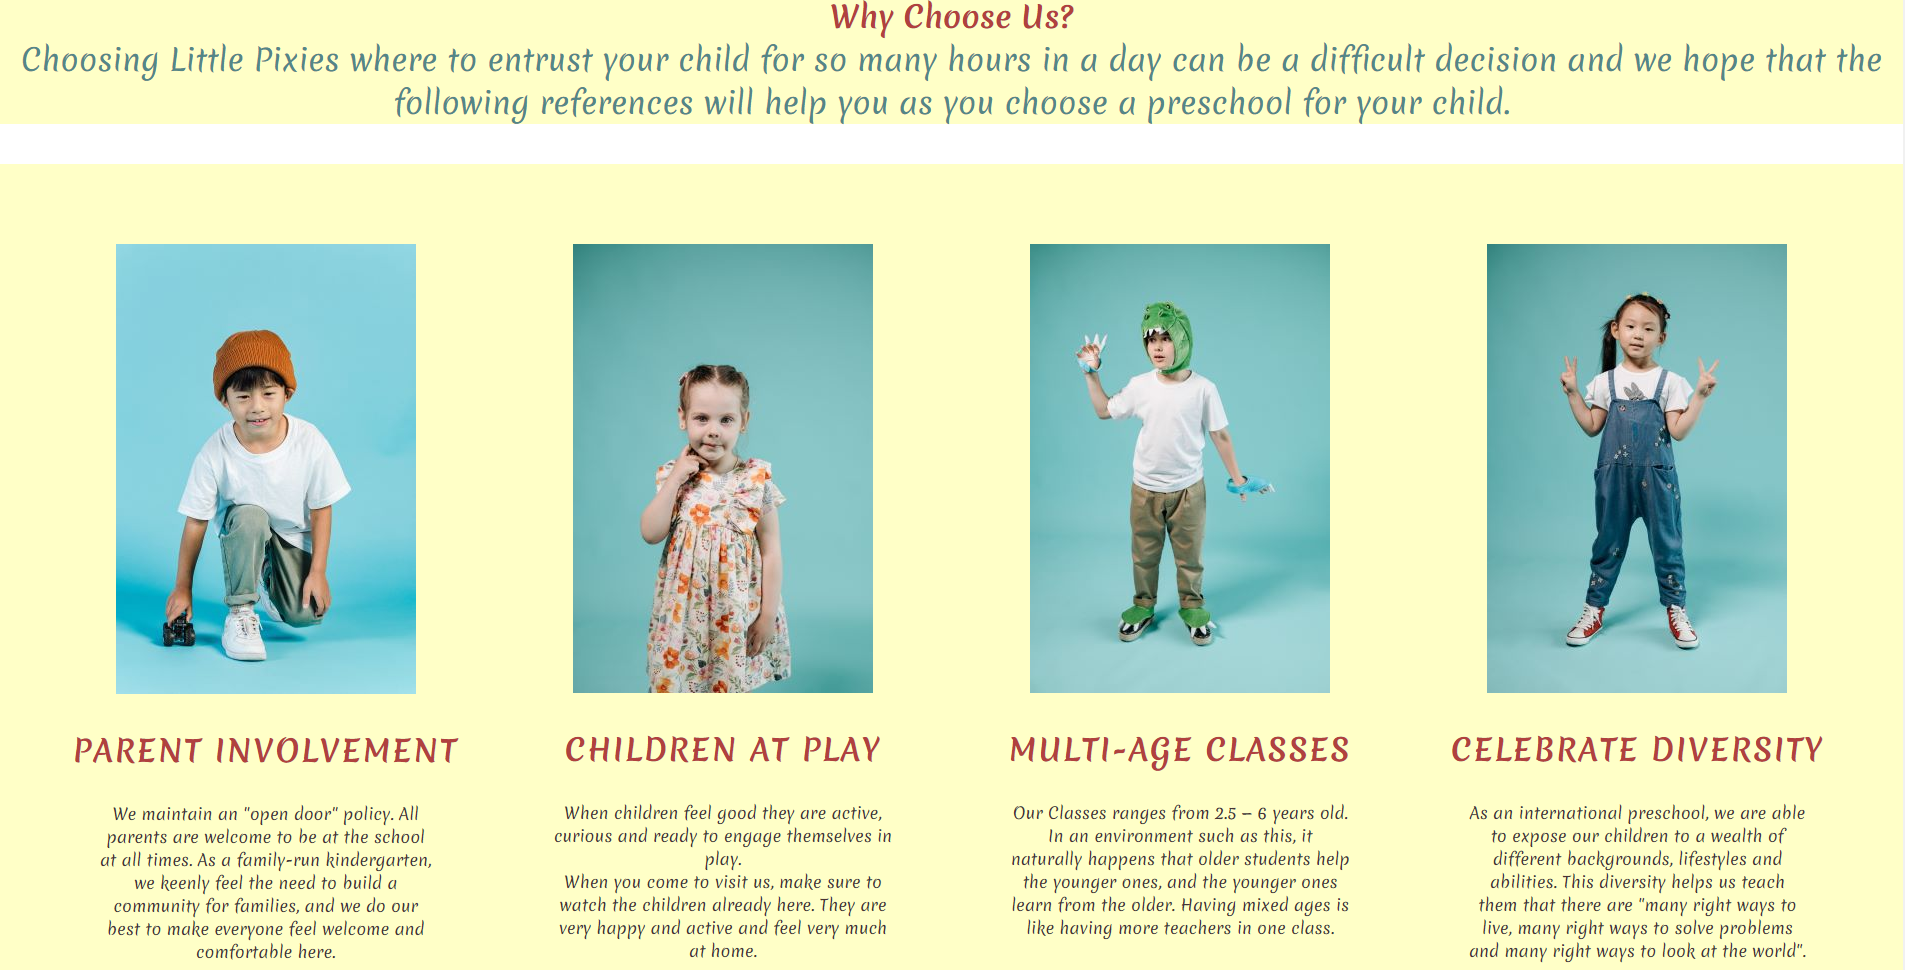 Why Choose Us?
Choosing Little Pixies where to entrust your child for so many hours in a day can be a difficult decision and we hope that the
following references will help you as you choose a preschool for your child.
PARENT INVOLVEMENT
We maintain an "open door" policy. All
parents are welcome to be at the school
at all times. As a family-run kindergarten,
we keenly feel the need to build a
community for families, and we do our
best to make everyone feel welcome and
comfortable here.
CHILDREN AT PLAY
When children feel good they are active,
curious and ready to engage themselves in
play.
When you come to visit us, make sure to
watch the children already here. They are
very happy and active and feel very much
at home.
MULTI-AGE CLASSES
Our Classes ranges from 2.5 – 6 years old.
In an environment such as this, it
naturally happens that older students help
the younger ones, and the younger ones
learn from the older. Having mixed ages is
like having more teachers in one class.
CELEBRATE DIVERSITY
As an international preschool, we are able
to expose our children to a wealth of
different backgrounds, lifestyles and
abilities. This diversity helps us teach
them that there are "many right ways to
live, many right ways to solve problems
and many right ways to look at the world".